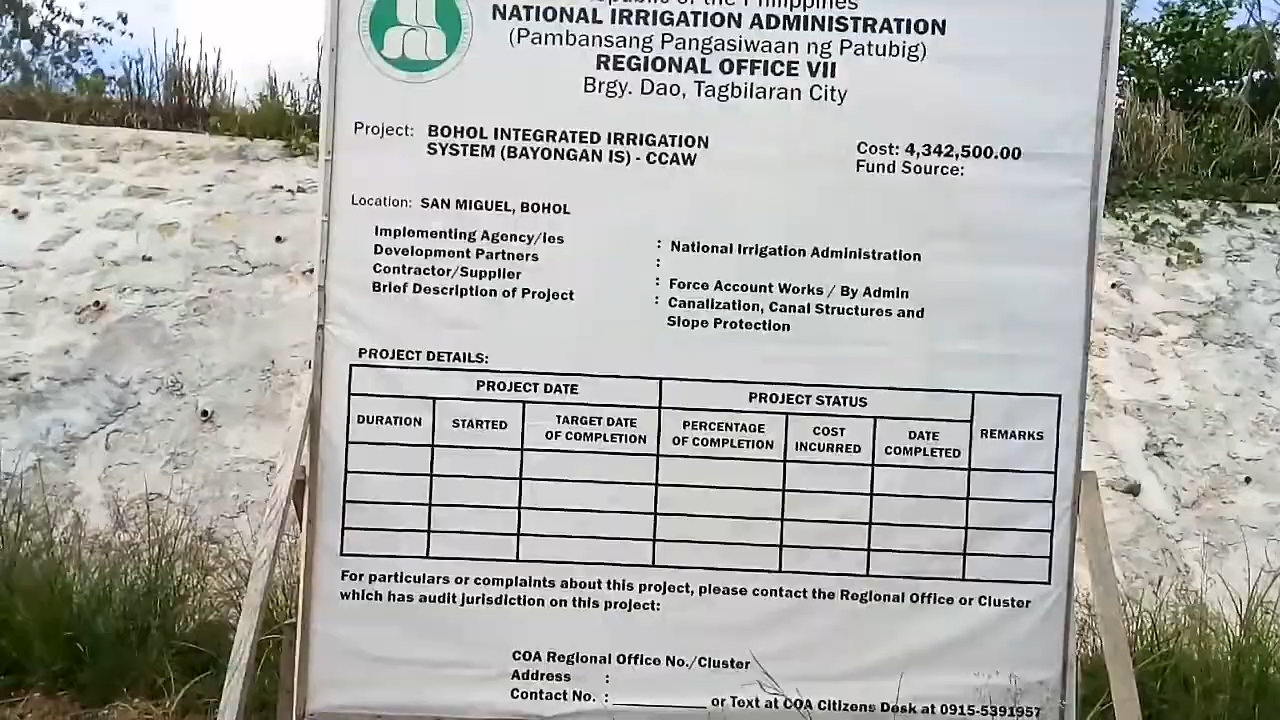 Republic of the Philippines
NATIONAL IRRIGATION ADMINISTRATION
(Pambansang Pangasiwaan ng Patubig)
REGIONAL OFFICE VII
Brgy. Dao, Tagbilaran City
Project: BOHOL INTEGRATED IRRIGATION
SYSTEM (BAYONGAN IS) - CCAW
Cost: 4,342,500.00
Fund Source:
Location: SAN MIGUEL, BOHOL
Implementing Agency/ies : National Irrigation Administration
Development Partners :
Contractor/Supplier : Force Account Works / By Admin
Brief Description of Project : Canalization, Canal Structures and
Slope Protection
PROJECT DETAILS:
PROJECT DATE PROJECT STATUS
DURATION STARTED TARGET DATE OF COMPLETION PERCENTAGE OF COMPLETION COST INCURRED DATE COMPLETED REMARKS
For particulars or complaints about this project, please contact the Regional Office or Cluster
which has audit jurisdiction on this project:
COA Regional Office No./Cluster
Address :
Contact No. : ____________ or Text at COA Citizens Desk at 0915-5391957